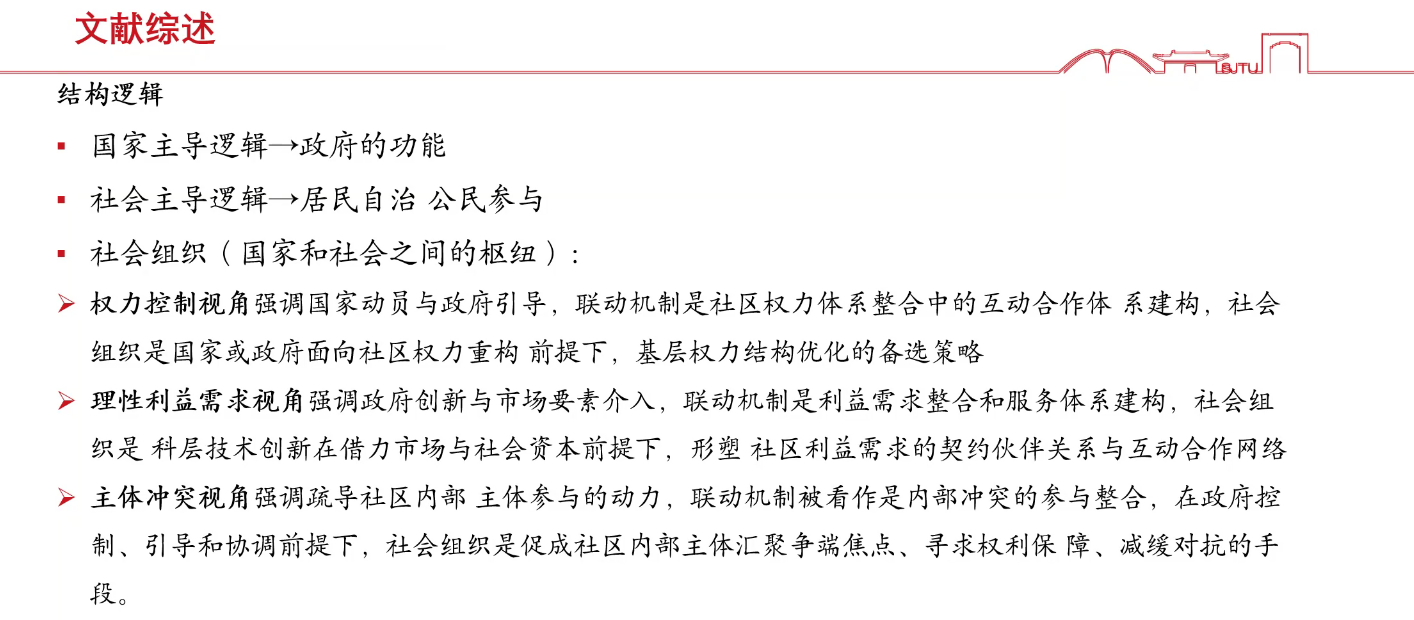 文献综述
SJTU
结构逻辑
▪ 国家主导逻辑→政府的功能
▪ 社会主导逻辑→居民自治 公民参与
▪ 社会组织（国家和社会之间的枢纽）:
➢ 权力控制视角强调国家动员与政府引导，联动机制是社区权力体系整合中的互动合作体 系建构，社会
组织是国家或政府面向社区权力重构 前提下，基层权力结构优化的备选策略
➢ 理性利益需求视角强调政府创新与市场要素介入，联动机制是利益需求整合和服务体系建构，社会组
织是 科层技术创新在借力市场与社会资本前提下，形塑 社区利益需求的契约伙伴关系与互动合作网络
➢ 主体冲突视角强调疏导社区内部 主体参与的动力，联动机制被看作是内部冲突的参与整合，在政府控
制、引导和协调前提下，社会组织是促成社区内部主体汇聚争端焦点、寻求权利保 障、减缓对抗的手
段。